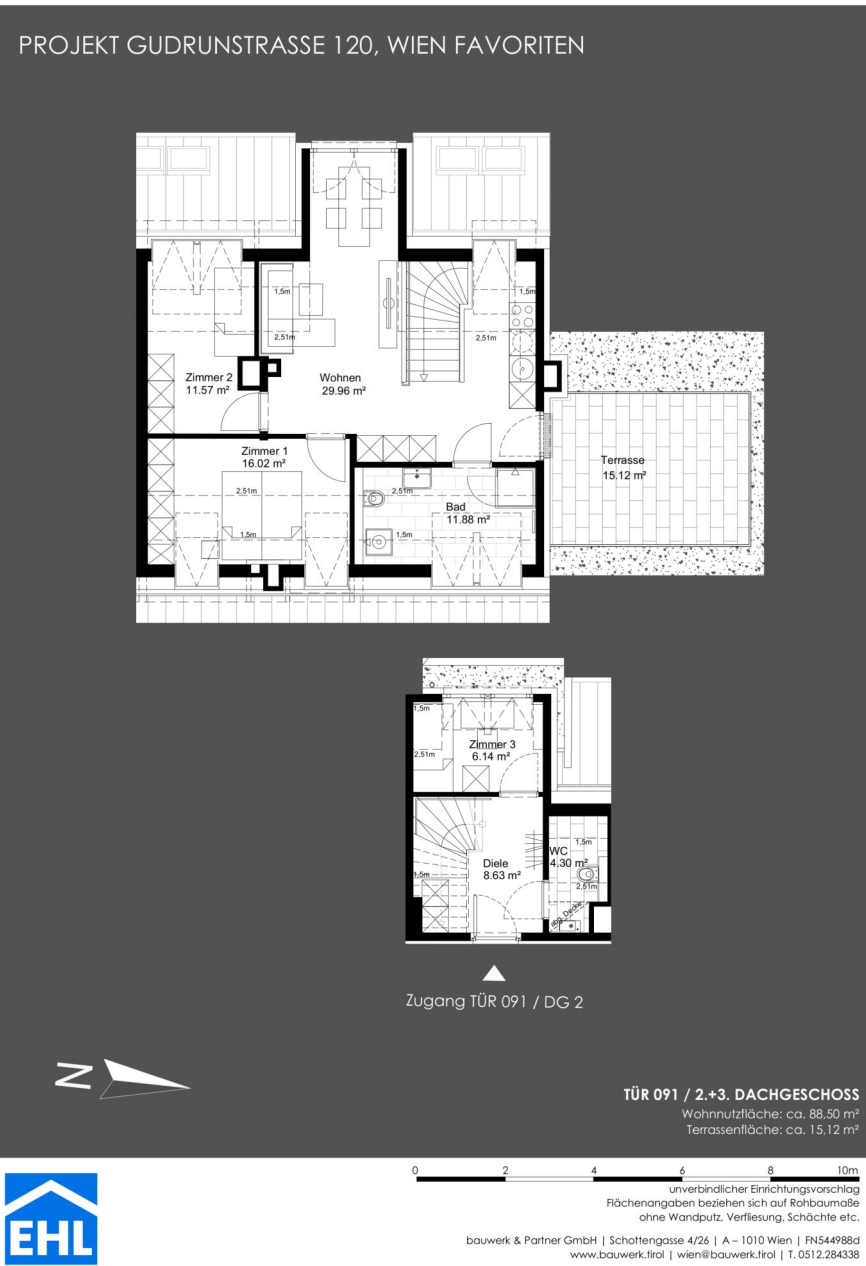 PROJEKT GUDRUNSTRASSE 120, WIEN FAVORITEN
1,5m
1,5m
2,51m
2,51m
Zimmer 2
11.57 m²
Wohnen
29.96 m²
Zimmer 1
16.02 m²
Terrasse
15.12 m²
2,51m
2,51m
Bad
11.88 m²
1,5m
1,5m
1,5m
Zimmer 3
6.14 m²
2,51m
1,5m
WC
4.30 m²
Diele
8.63 m²
1,5m
2,51m
abg. Decke
Zugang TÜR 091 / DG 2
N
TÜR 091 / 2.+3. DACHGESCHOSS
Wohnnutzfläche: ca. 88,50 m²
Terrassenfläche: ca. 15,12 m²
0 2 4 6 8 10m
unverbindlicher Einrichtungsvorschlag
Flächenangaben beziehen sich auf Rohbaumaße
ohne Wandputz, Verfliesung, Schächte etc.
EHL
bauwerk & Partner GmbH | Schottengasse 4/26 | A – 1010 Wien | FN544988d
www.bauwerk.tirol | wien@bauwerk.tirol | T. 0512.284338